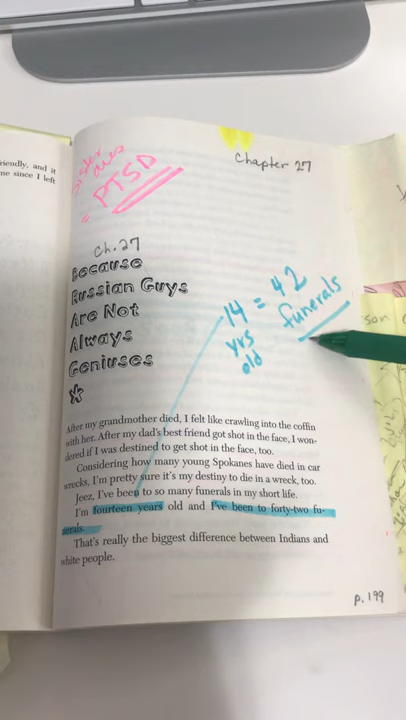 riendly, and it
me since I left
Sister
dies
= PTSD
Chapter 27
Ch.27
Because
Russian Guys
Are Not
Always
Geniuses
*
14 = 42
yrs
old
funerals
After my grandmother died, I felt like crawling into the coffin
with her. After my dad's best friend got shot in the face, I won-
dered if I was destined to get shot in the face, too.
Considering how many young Spokanes have died in car
wrecks, I'm pretty sure it's my destiny to die in a wreck, too.
Jeez, I've been to so many funerals in my short life.
I'm fourteen years old and I've been to forty-two fu-
nerals.
That's really the biggest difference between Indians and
white people.
p. 199
son